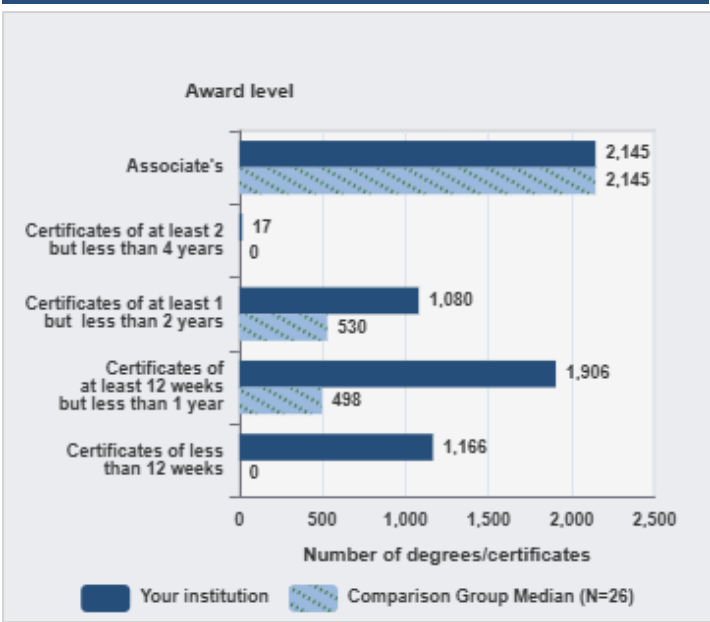 Award level
Associate's
2,145
2,145
Certificates of at least 2
but less than 4 years
17
0
Certificates of at least 1
but less than 2 years
1,080
530
Certificates of
at least 12 weeks
but less than 1 year
1,906
498
Certificates of less
than 12 weeks
1,166
0
0 500 1,000 1,500 2,000 2,500
Number of degrees/certificates
Your institution Comparison Group Median (N=26)